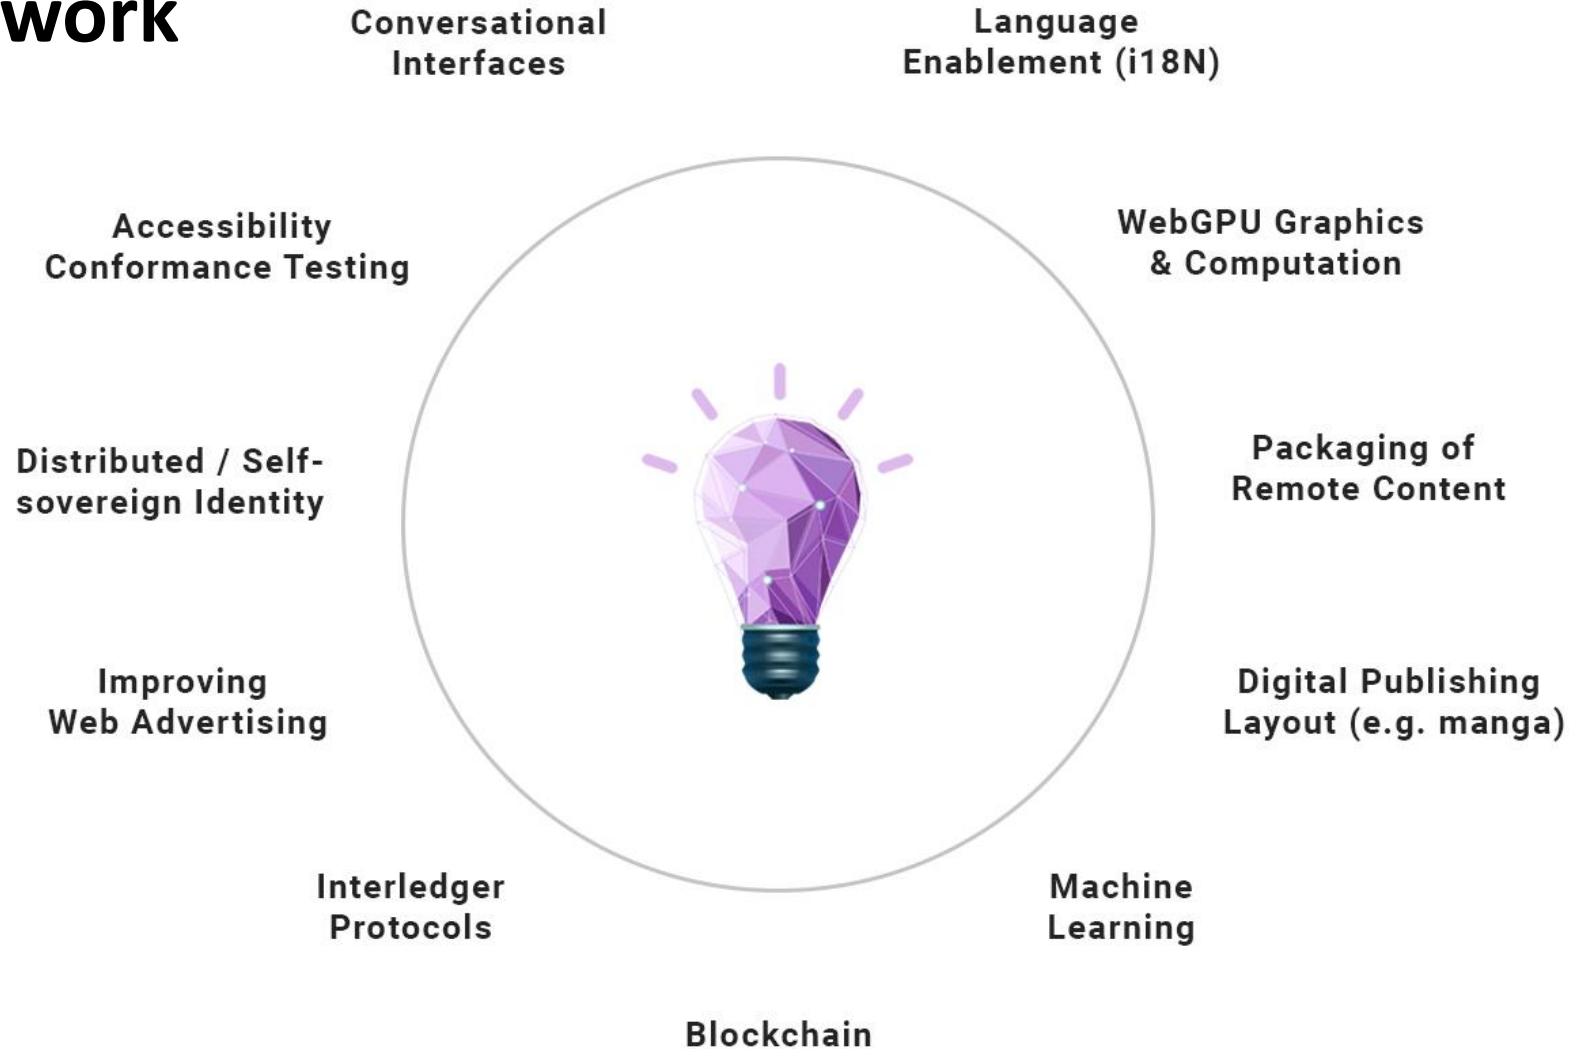 work
Conversational
Interfaces
Language
Enablement (i18N)
Accessibility
Conformance Testing
WebGPU Graphics
& Computation
Distributed / Self-
sovereign Identity
Packaging of
Remote Content
Improving
Web Advertising
Digital Publishing
Layout (e.g. manga)
Interledger
Protocols
Machine
Learning
Blockchain